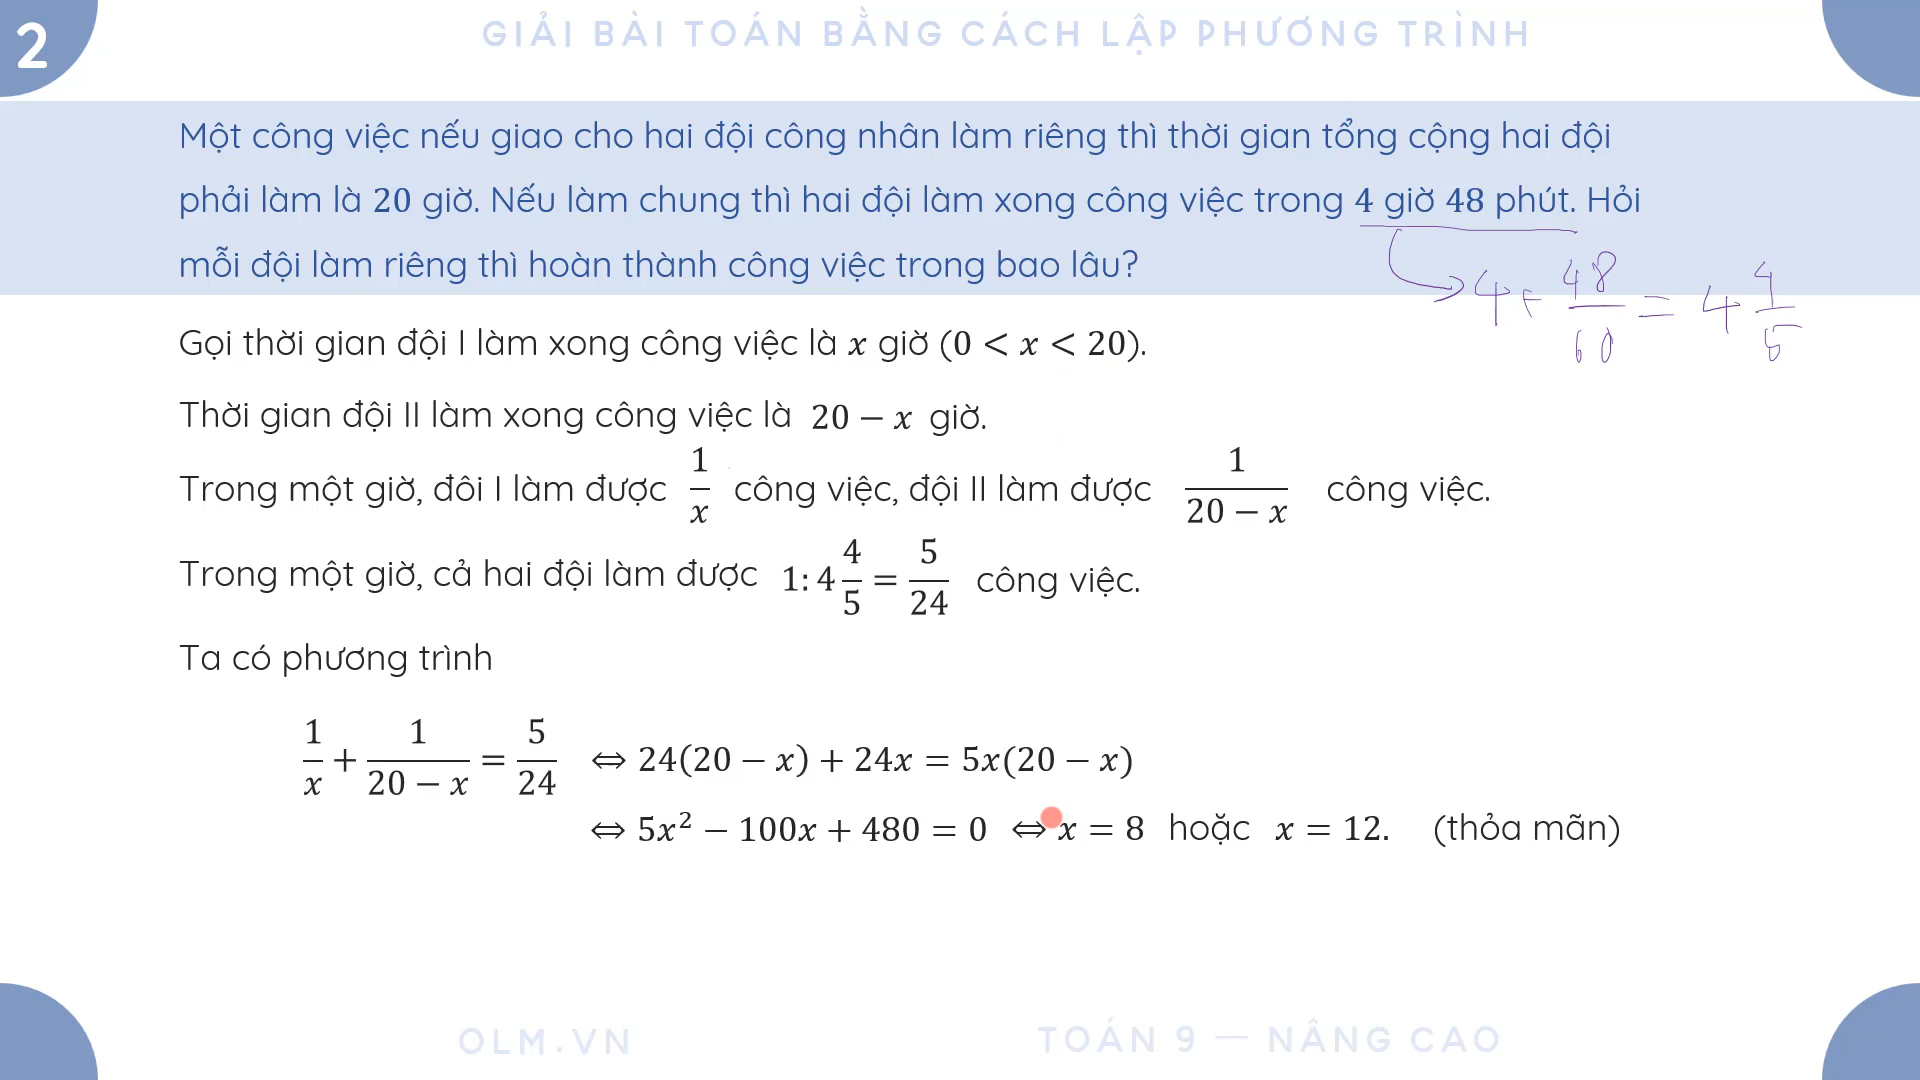 2
GIẢI BÀI TOÁN BẰNG CÁCH LẬP PHƯƠNG TRÌNH
Một công việc nếu giao cho hai đội công nhân làm riêng thì thời gian tổng cộng hai đội
phải làm là 20 giờ. Nếu làm chung thì hai đội làm xong công việc trong 4 giờ 48 phút. Hỏi
mỗi đội làm riêng thì hoàn thành công việc trong bao lâu?
4 + 48/60 = 4 4/5
Gọi thời gian đội I làm xong công việc là x giờ (0 < x < 20).
Thời gian đội II làm xong công việc là 20 − x giờ.
Trong một giờ, đôi I làm được 1/x công việc, đội II làm được 1/(20 − x) công việc.
Trong một giờ, cả hai đội làm được 1: 4 4/5 = 5/24 công việc.
Ta có phương trình
1/x + 1/(20 − x) = 5/24 ⇔ 24(20 − x) + 24x = 5x(20 − x)
⇔ 5x² − 100x + 480 = 0 ⇔ x = 8 hoặc x = 12. (thỏa mãn)
OLM.VN
TOÁN 9 — NÂNG CAO